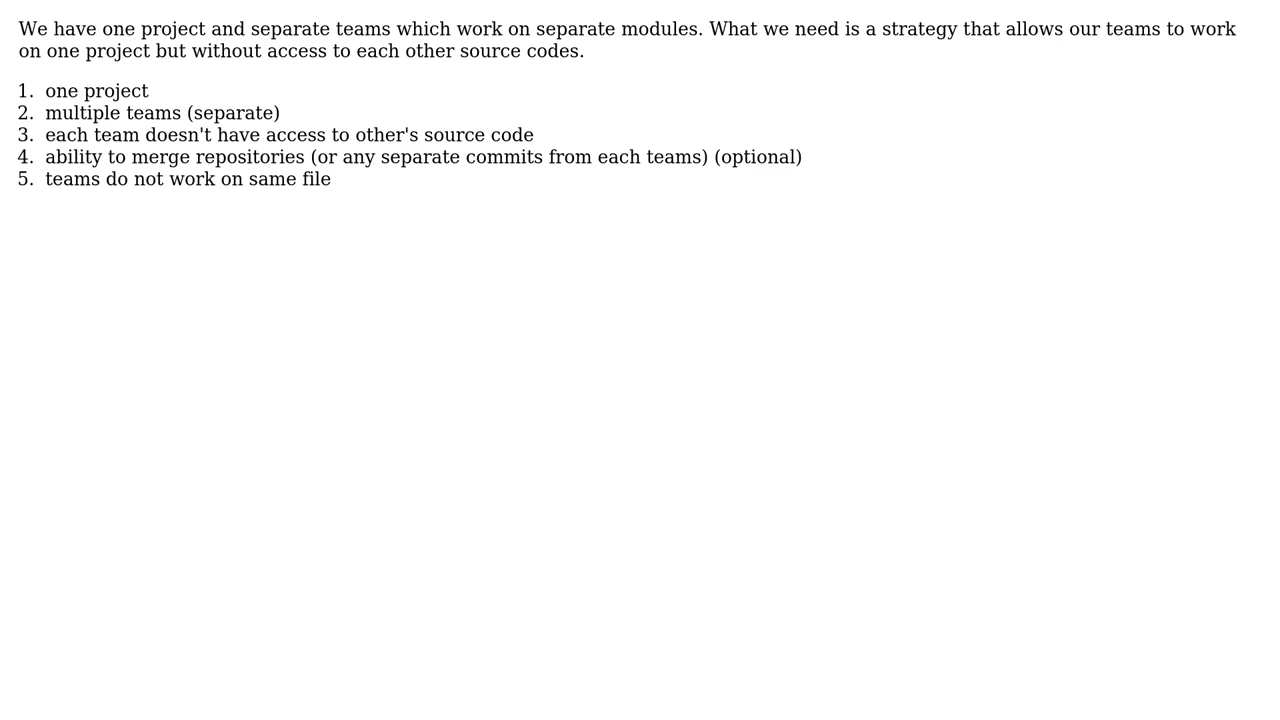 We have one project and separate teams which work on separate modules. What we need is a strategy that allows our teams to work
on one project but without access to each other source codes.
1. one project
2. multiple teams (separate)
3. each team doesn't have access to other's source code
4. ability to merge repositories (or any separate commits from each teams) (optional)
5. teams do not work on same file